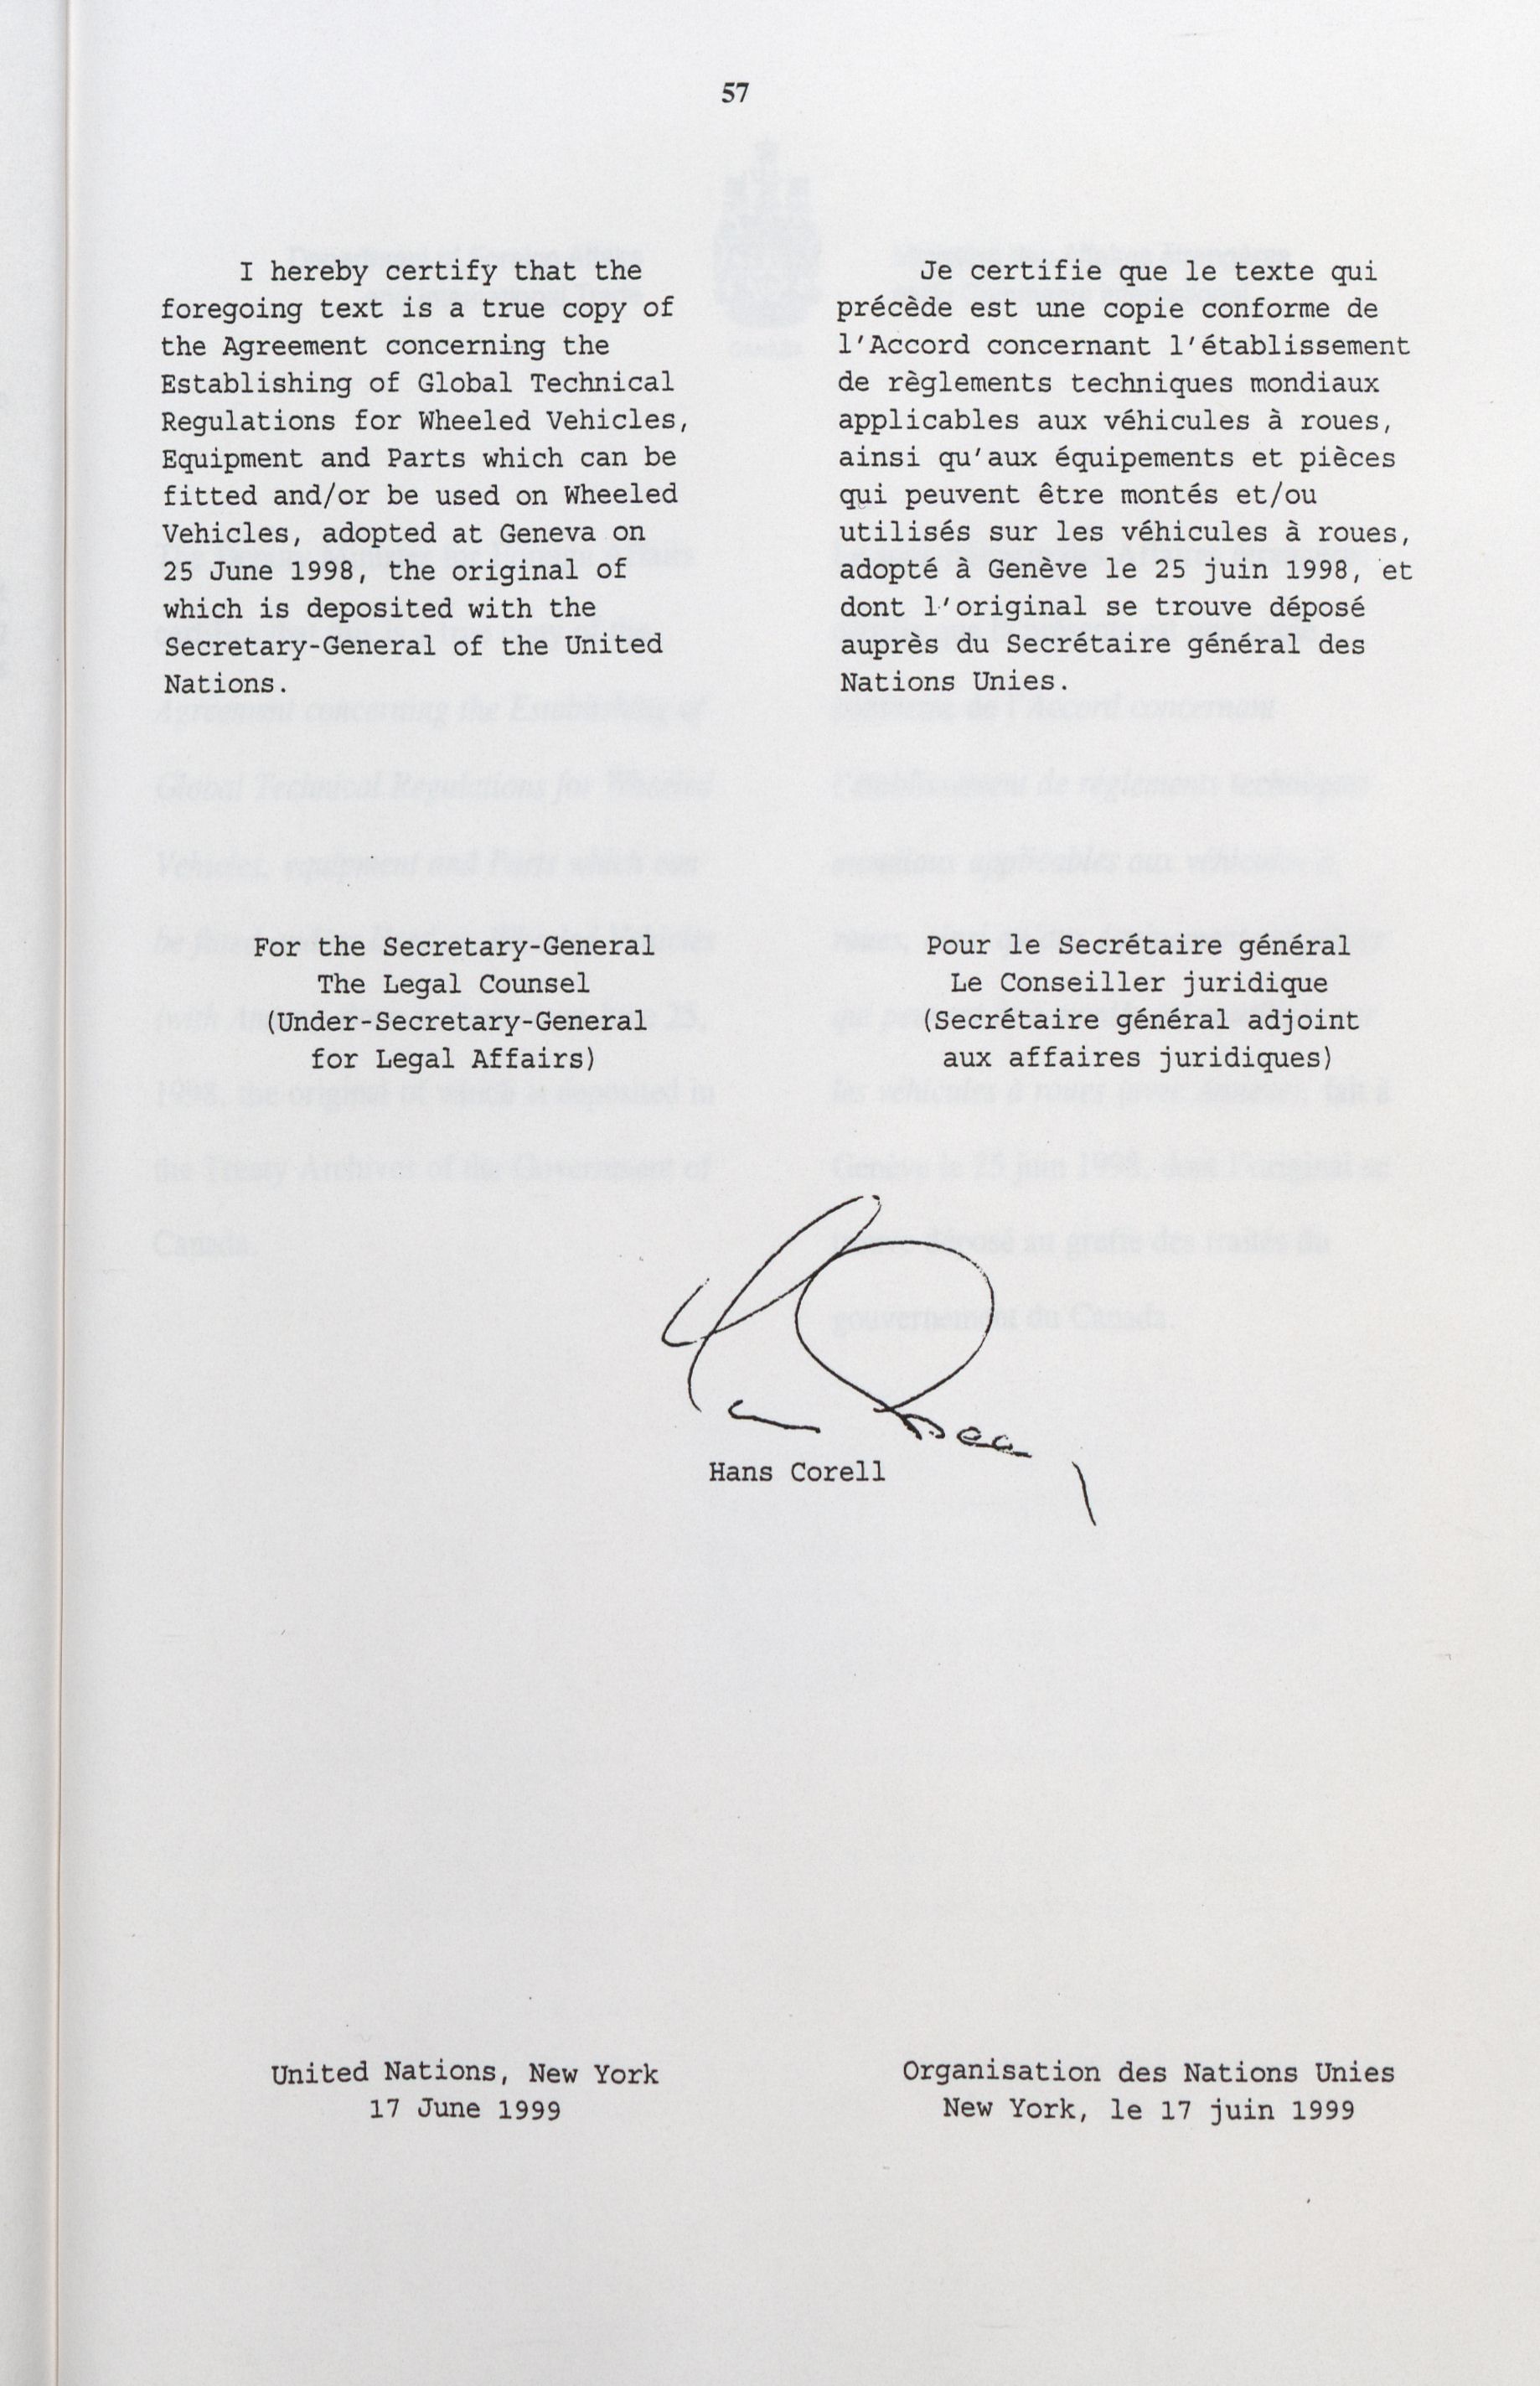 57
I hereby certify that the
foregoing text is a true copy of
the Agreement concerning the
Establishing of Global Technical
Regulations for Wheeled Vehicles,
Equipment and Parts which can be
fitted and/or be used on Wheeled
Vehicles, adopted at Geneva on
25 June 1998, the original of
which is deposited with the
Secretary-General of the United
Nations.
Je certifie que le texte qui
précède est une copie conforme de
l'Accord concernant l'établissement
de règlements techniques mondiaux
applicables aux véhicules à roues,
ainsi qu'aux équipements et pièces
qui peuvent être montés et/ou
utilisés sur les véhicules à roues,
adopté à Genève le 25 juin 1998, et
dont l'original se trouve déposé
auprès du Secrétaire général des
Nations Unies.
For the Secretary-General
The Legal Counsel
(Under-Secretary-General
for Legal Affairs)
Pour le Secrétaire général
Le Conseiller juridique
(Secrétaire général adjoint
aux affaires juridiques)
Hans Corell
United Nations, New York
17 June 1999
Organisation des Nations Unies
New York, le 17 juin 1999